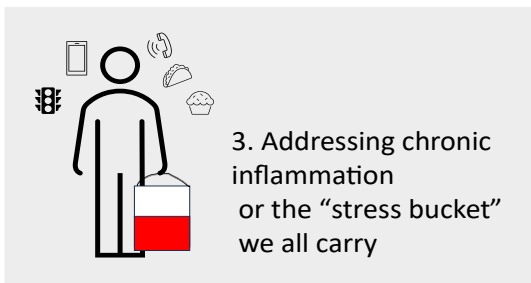 3. Addressing chronic
inflammation
or the “stress bucket”
we all carry